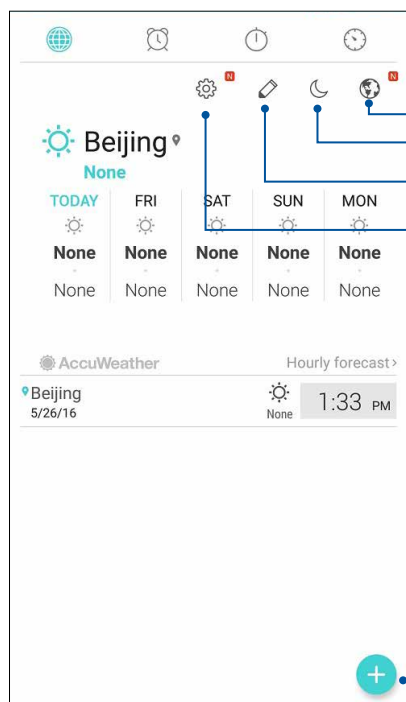 N N
Beijing
None
TODAY FRI SAT SUN MON
None None None None None
None None None None None
AccuWeather Hourly forecast >
Beijing
5/26/16
None
1:33 PM